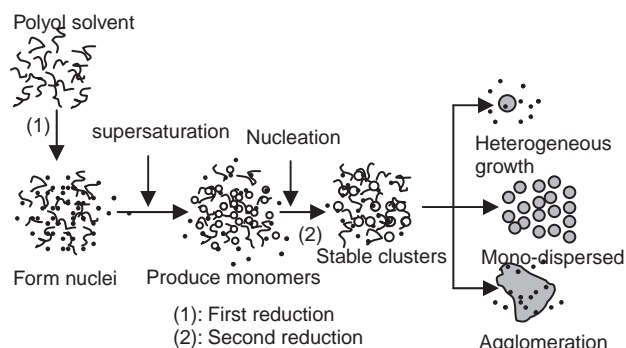 Polyol solvent
(1)
supersaturation
Nucleation
Heterogeneous
growth
(2)
Form nuclei
Produce monomers
Stable clusters
Mono-dispersed
(1): First reduction
(2): Second reduction
Agglomeration